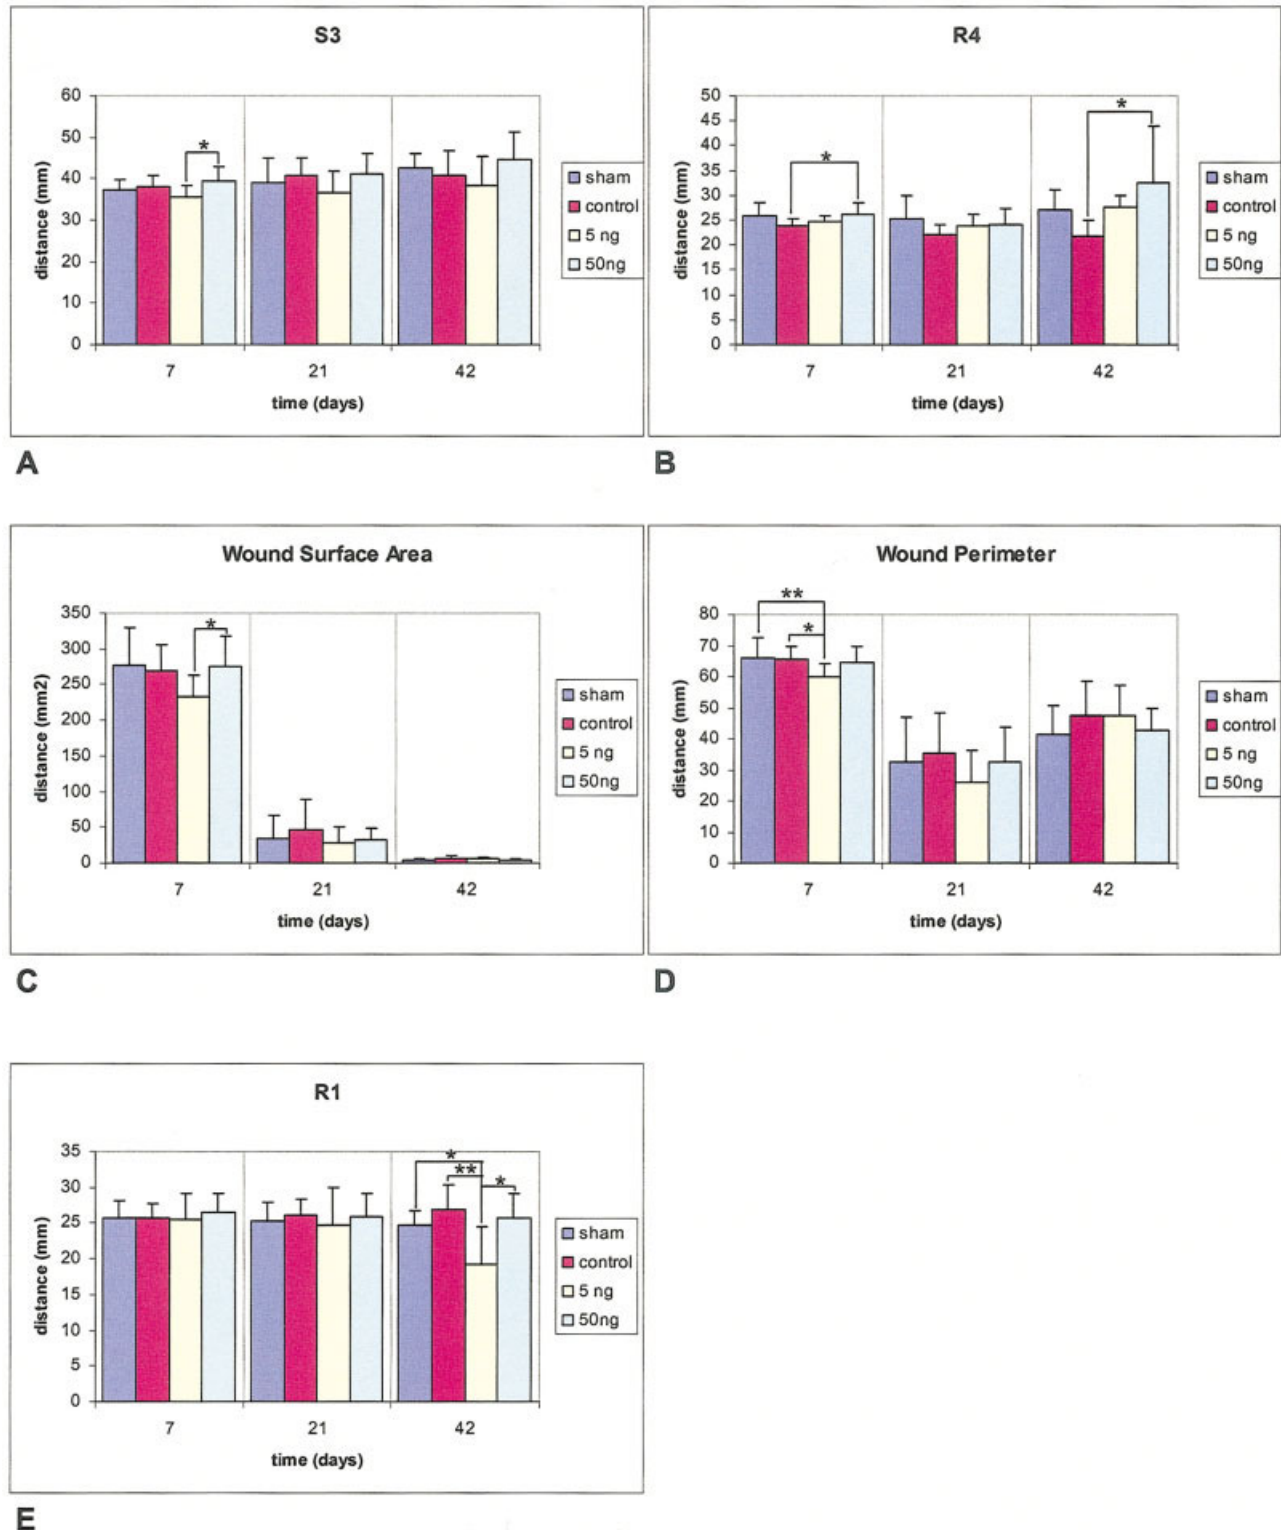 S3
60
50
40
30
20
10
0
distance (mm)
*
7 21 42
time (days)
sham
control
5 ng
50ng
A
R4
50
45
40
35
30
25
20
15
10
5
0
distance (mm)
*
*
7 21 42
time (days)
sham
control
5 ng
50ng
B
Wound Surface Area
350
300
250
200
150
100
50
0
distance (mm2)
*
7 21 42
time (days)
sham
control
5 ng
50ng
C
Wound Perimeter
80
70
60
50
40
30
20
10
0
distance (mm)
**
*
7 21 42
time (days)
sham
control
5 ng
50ng
D
R1
35
30
25
20
15
10
5
0
distance (mm)
*
**
*
7 21 42
time (days)
sham
control
5 ng
50ng
E